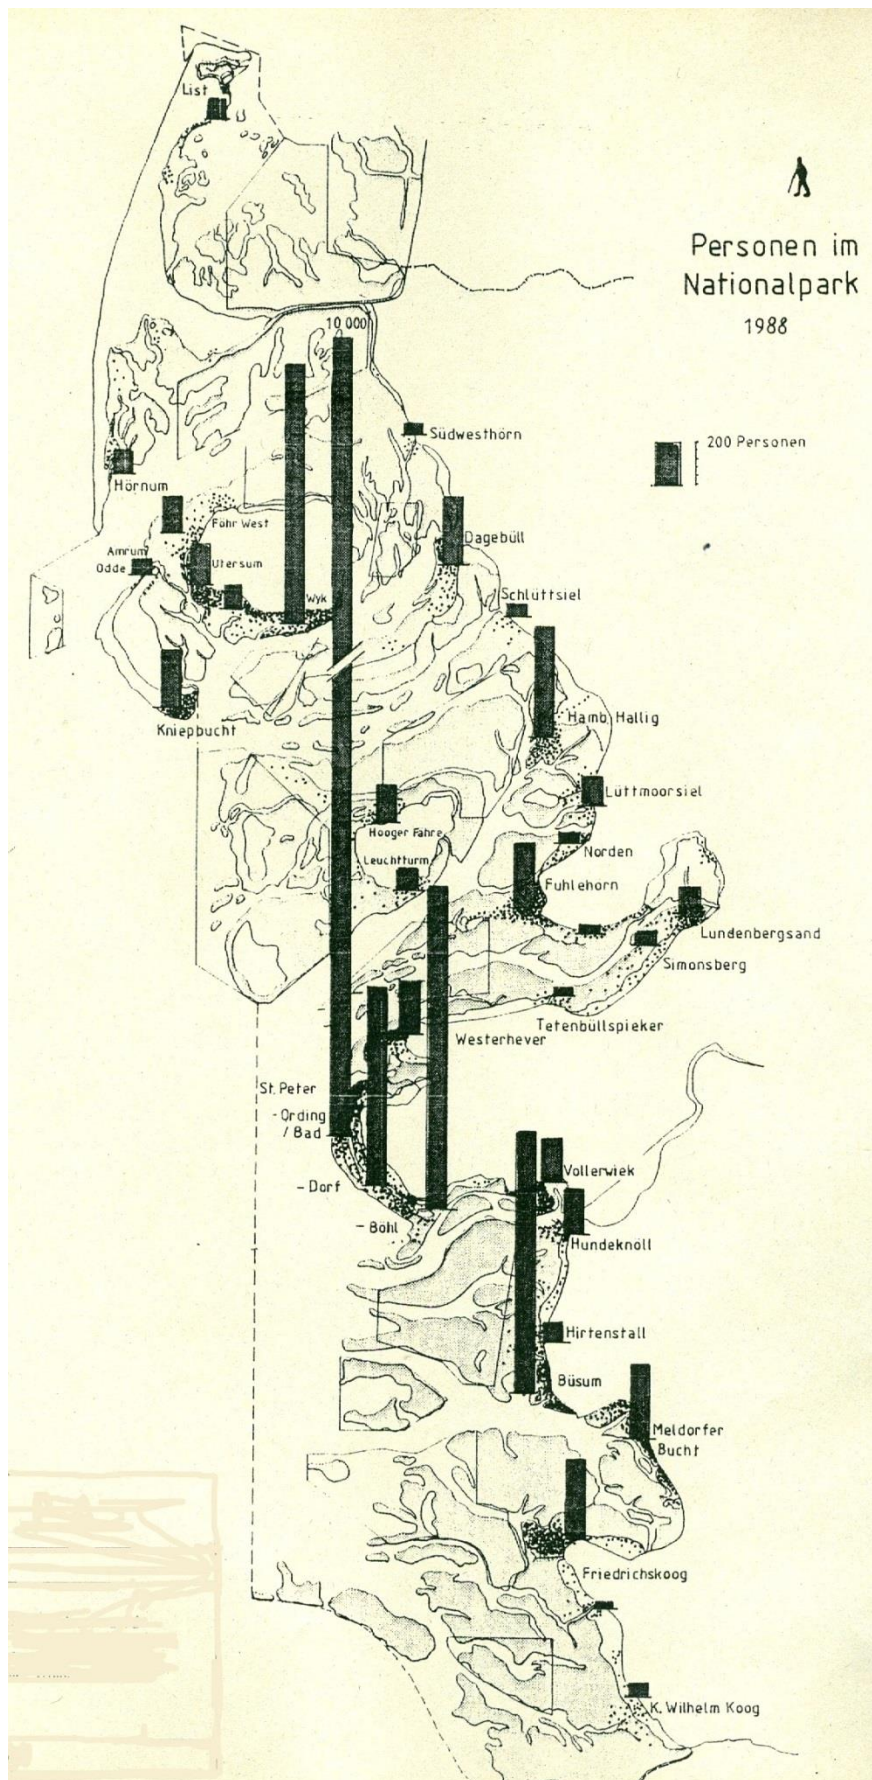 List
Personen im
Nationalpark
1988
10 000
Südwesthörn
200 Personen
Hörnum
Föhr West
Dagebüll
Amrum
Odde
Utersum
Wyk
Schlüttsiel
Hamb. Hallig
Kniepbucht
Lüttmoorsiel
Hooger Fähre
Norden
Leuchtturm
Fuhlehörn
Lundenbergsand
Simonsberg
Tetenbüllspieker
Westerhever
St. Peter
- Ording
/ Bad
Vollerwiek
- Dorf
- Böhl
Hundeknöll
Hirtenstall
Büsum
Meldorfer
Bucht
Friedrichskoog
K. Wilhelm Koog